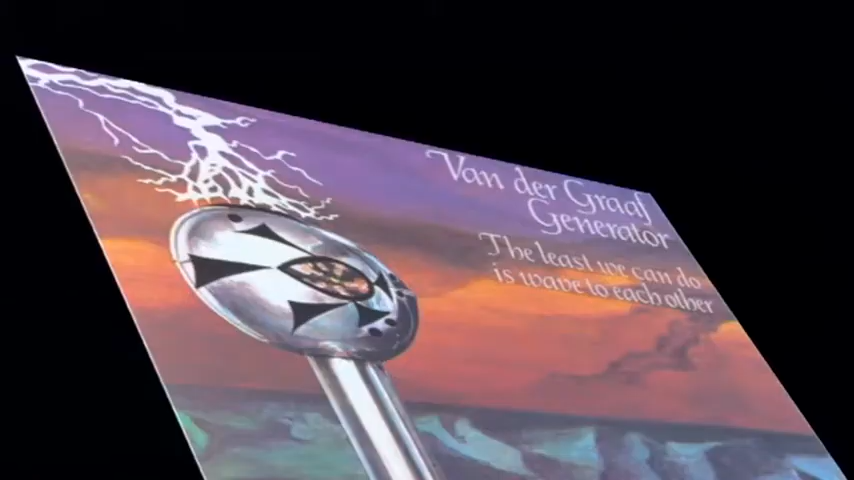 Van der Graaf
Generator
The least we can do
is wave to each other